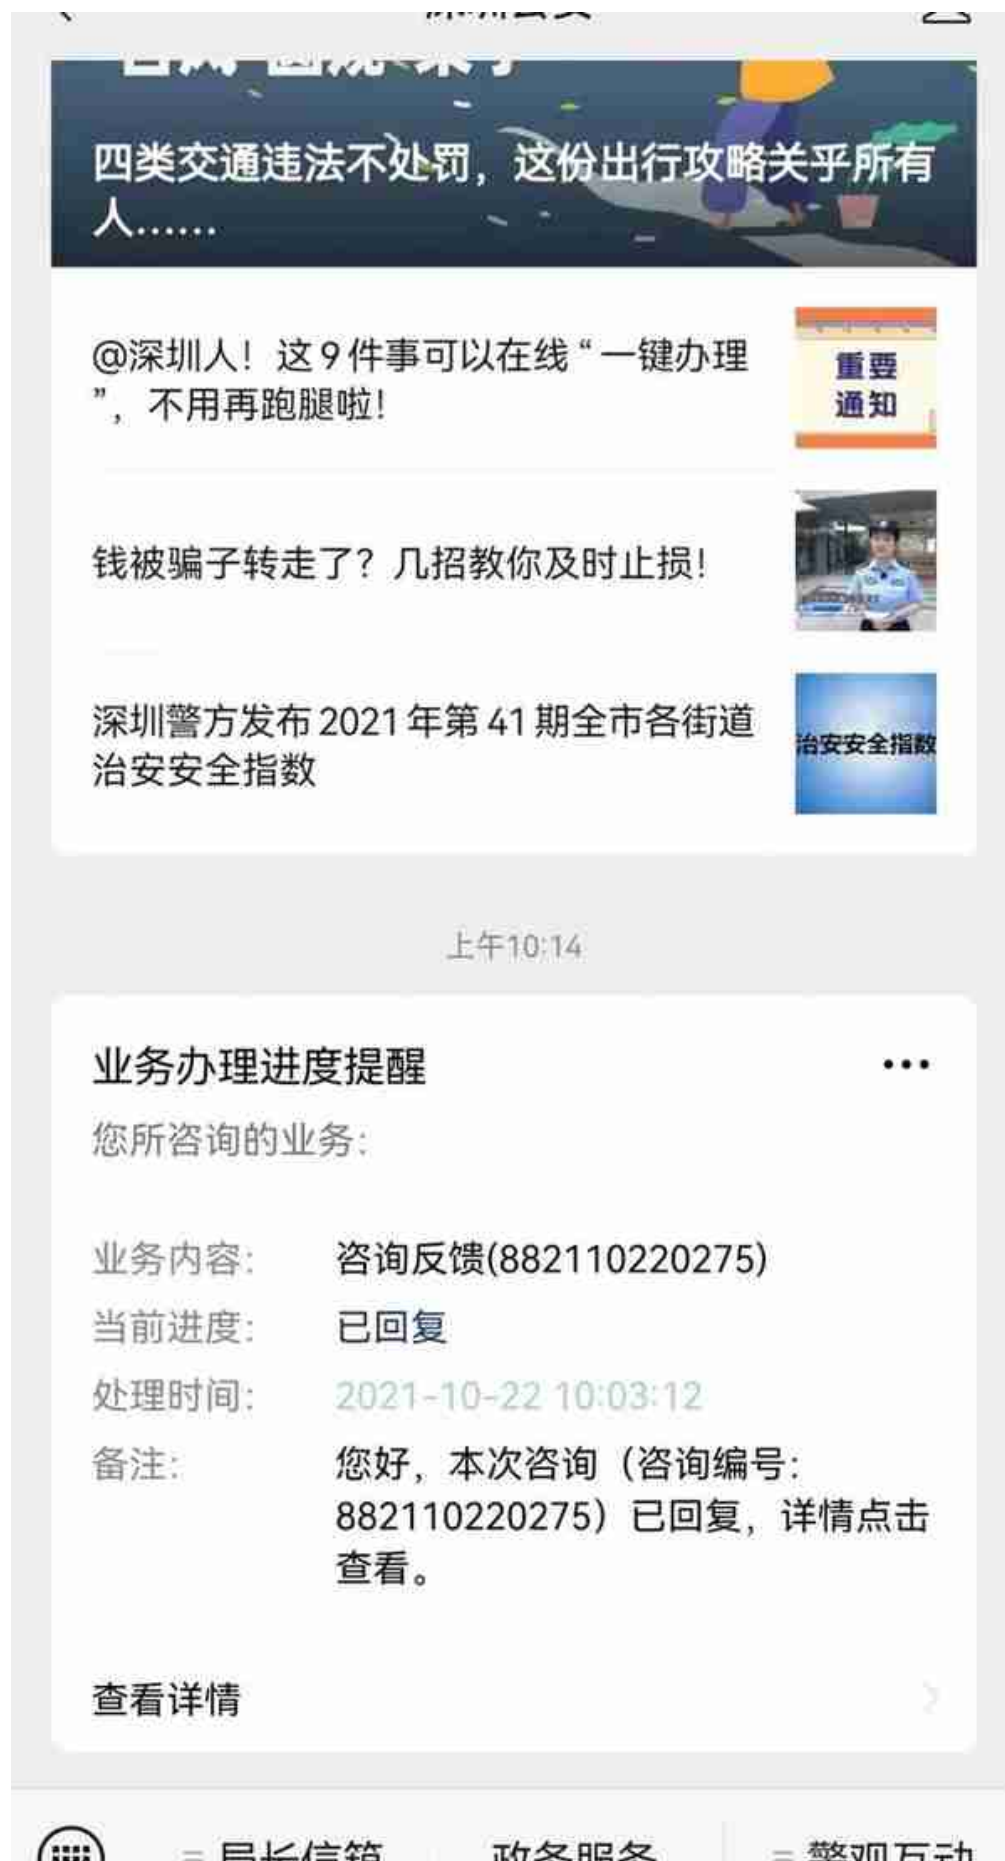 四类交通违法不处罚，这份出行攻略关乎所有
人……
@深圳人！这9件事可以在线“一键办理
”，不用再跑腿啦！
重要
通知
钱被骗子转走了？几招教你及时止损！
深圳警方发布2021年第41期全市各街道
治安安全指数
治安安全指数
上午10:14
业务办理进度提醒
您所咨询的业务：
业务内容： 咨询反馈(882110220275)
当前进度： 已回复
处理时间： 2021-10-22 10:03:12
备注： 您好，本次咨询（咨询编号：
882110220275）已回复，详情点击
查看。
查看详情
局长信箱 政务服务 警观互动